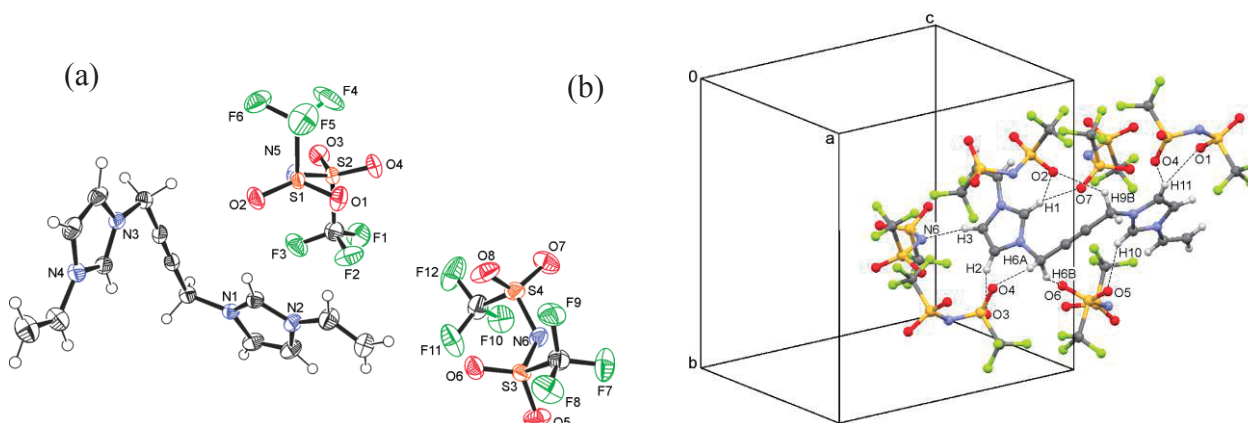 (a)
(b)
F6
F4
F5
N5
O3
S2
O4
S1
O2
O1
F1
F3
F2
N3
N4
N1
N2
F12
O8
O7
S4
F9
F11
F10
N6
O6
S3
F7
F8
O5
c
0
a
b
O4
O1
H11
O2
O7
H9B
H1
N6
H3
H10
H2
H6A
H6B
O4
O6
O5
O3